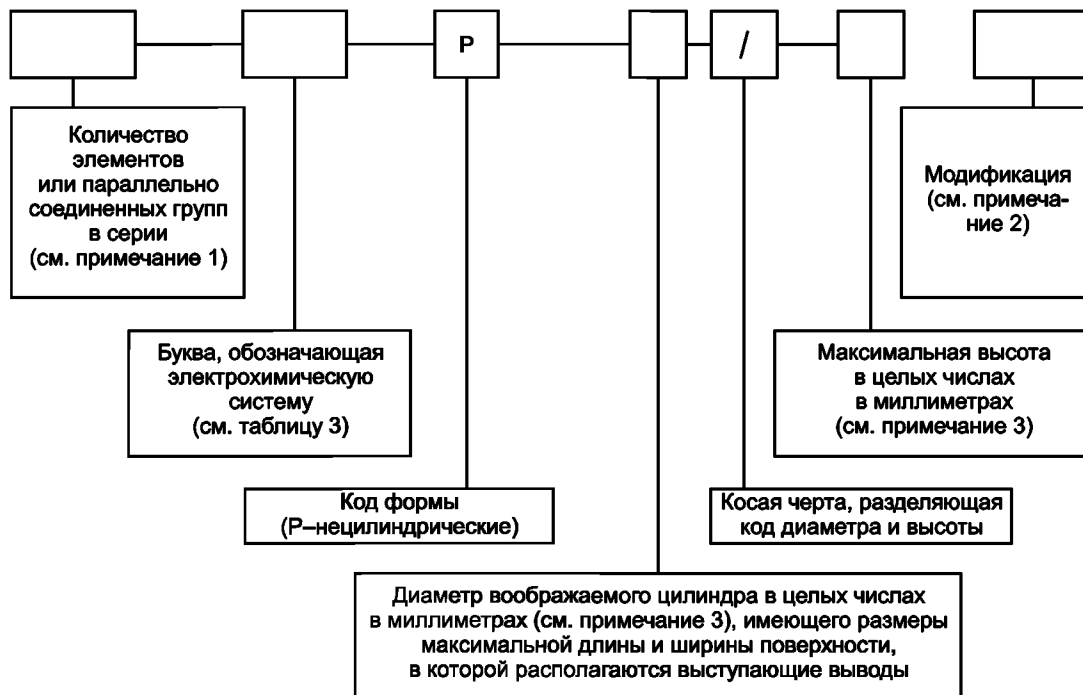 P
/
Количество
элементов
или параллельно
соединенных групп
в серии
(см. примечание 1)
Модификация
(см. примеча-
ние 2)
Буква, обозначающая
электрохимическую
систему
(см. таблицу 3)
Максимальная высота
в целых числах
в миллиметрах
(см. примечание 3)
Код формы
(Р–нецилиндрические)
Косая черта, разделяющая
код диаметра и высоты
Диаметр воображаемого цилиндра в целых числах
в миллиметрах (см. примечание 3), имеющего размеры
максимальной длины и ширины поверхности,
в которой располагаются выступающие выводы